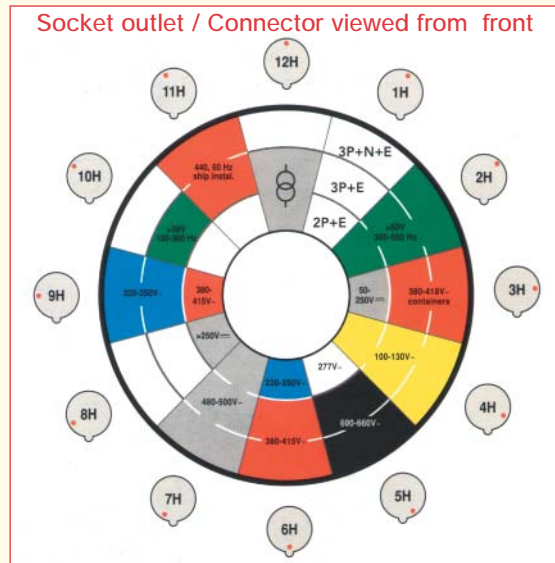 Socket outlet / Connector viewed from front
12H
11H
1H
10H
2H
9H
3H
8H
4H
7H
5H
6H
3P+N+E
3P+E
2P+E
440, 60 Hz
ship instal.
>50V
100-300 Hz
>50V
300-500 Hz
220-250V~
380-
415V~
50-
250V⎓
380-415V~
containers
>250V⎓
277V~
100-130V~
480-500V~
220-250V~
600-660V~
380-415V~